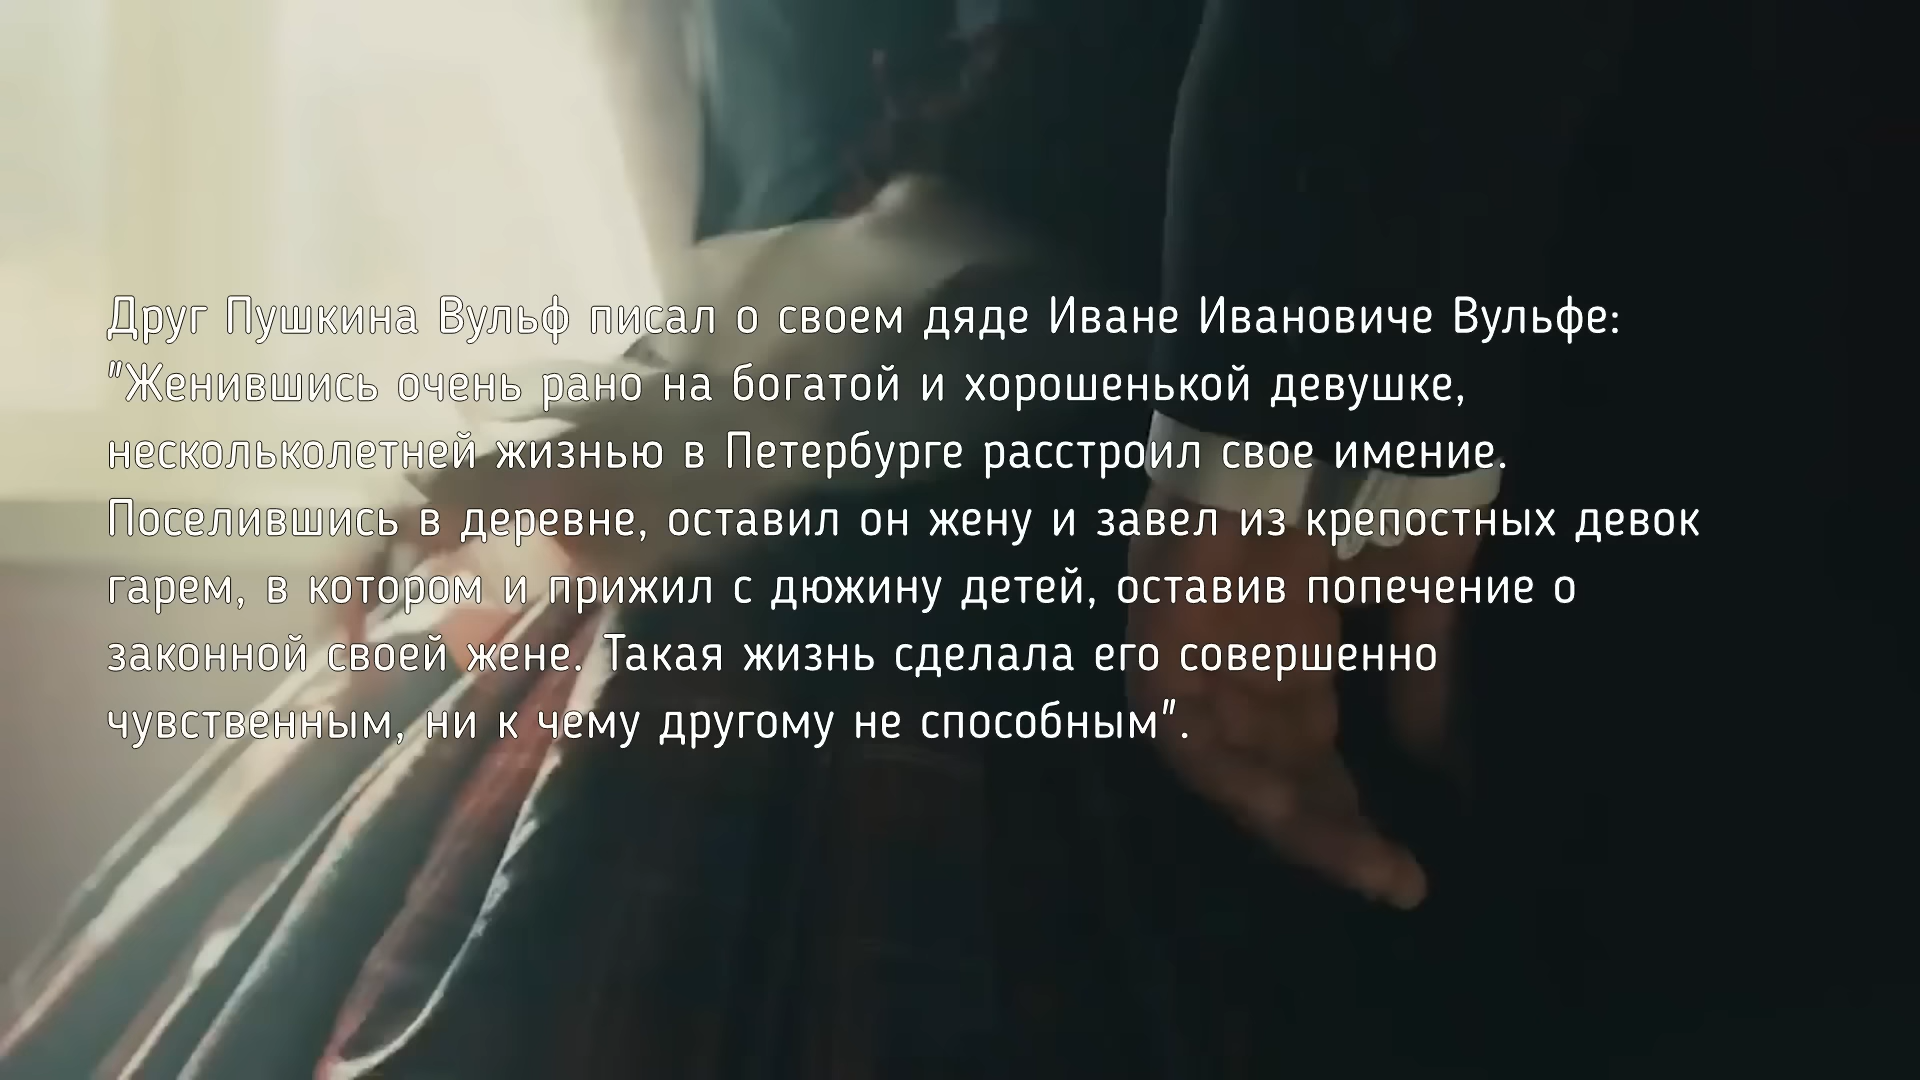 Друг Пушкина Вульф писал о своем дяде Иване Ивановиче Вульфе:
"Женившись очень рано на богатой и хорошенькой девушке,
нескольколетней жизнью в Петербурге расстроил свое имение.
Поселившись в деревне, оставил он жену и завел из крепостных девок
гарем, в котором и прижил с дюжину детей, оставив попечение о
законной своей жене. Такая жизнь сделала его совершенно
чувственным, ни к чему другому не способным".